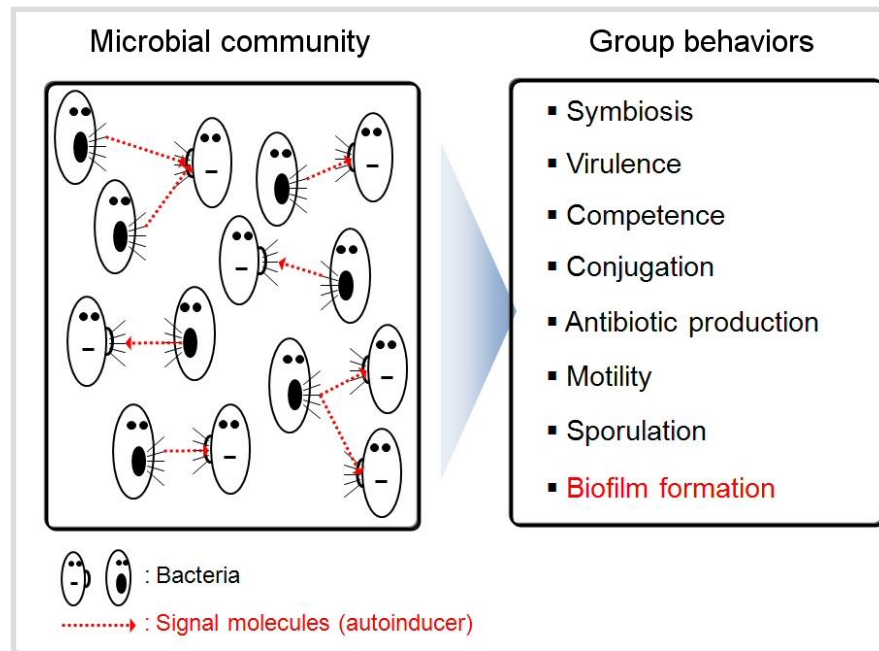 Microbial community
Group behaviors
▪ Symbiosis
▪ Virulence
▪ Competence
▪ Conjugation
▪ Antibiotic production
▪ Motility
▪ Sporulation
▪ Biofilm formation
: Bacteria
: Signal molecules (autoinducer)